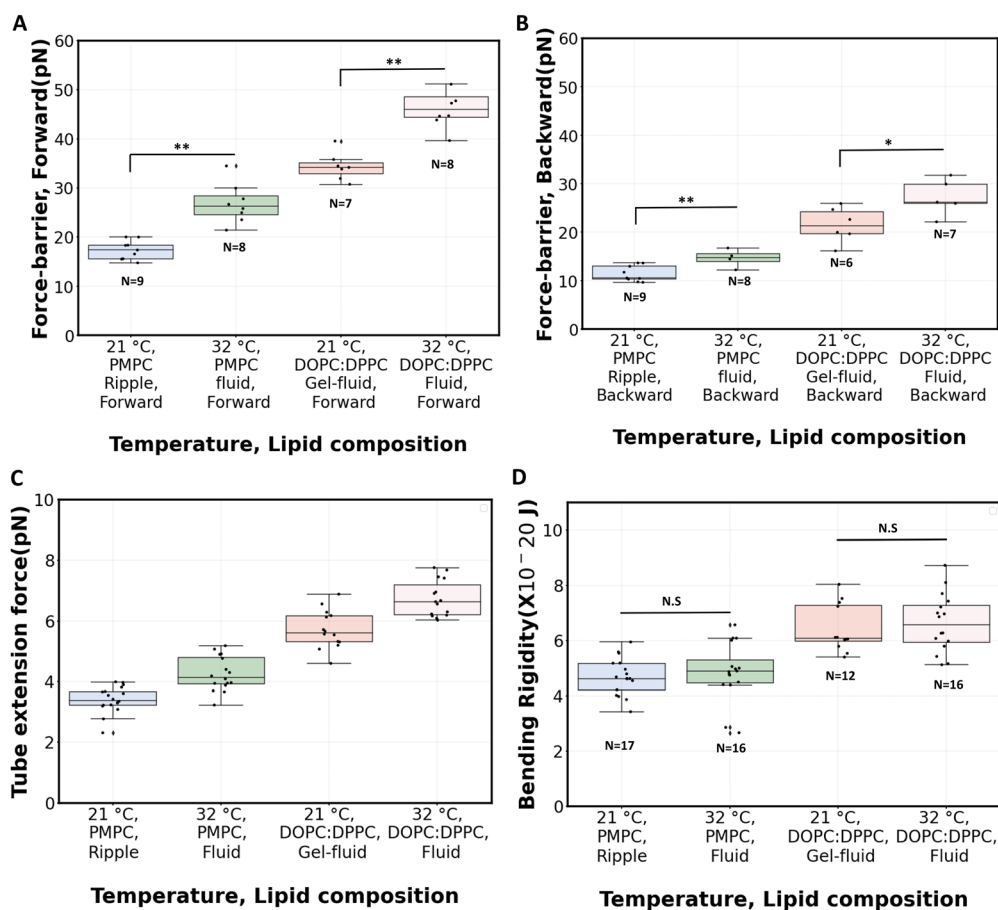 A
Force-barrier, Forward(pN)
60
50
40
30
20
10
0
**
**
N=9
N=8
N=7
N=8
21 °C,
PMPC
Ripple,
Forward
32 °C,
PMPC
fluid,
Forward
21 °C,
DOPC:DPPC
Gel-fluid,
Forward
32 °C,
DOPC:DPPC
Fluid,
Forward
Temperature, Lipid composition
B
Force-barrier, Backward(pN)
60
50
40
30
20
10
0
**
*
N=9
N=8
N=6
N=7
21 °C,
PMPC
Ripple,
Backward
32 °C,
PMPC
fluid,
Backward
21 °C,
DOPC:DPPC
Gel-fluid,
Backward
32 °C,
DOPC:DPPC
Fluid,
Backward
Temperature, Lipid composition
C
Tube extension force(pN)
10
8
6
4
2
0
21 °C,
PMPC,
Ripple
32 °C,
PMPC,
Fluid
21 °C,
DOPC:DPPC,
Gel-fluid
32 °C,
DOPC:DPPC,
Fluid
Temperature, Lipid composition
D
Bending Rigidity(X10⁻ 20 J)
10
8
6
4
2
0
N.S
N.S
N=17
N=16
N=12
N=16
21 °C,
PMPC,
Ripple
32 °C,
PMPC,
Fluid
21 °C,
DOPC:DPPC,
Gel-fluid
32 °C,
DOPC:DPPC,
Fluid
Temperature, Lipid composition